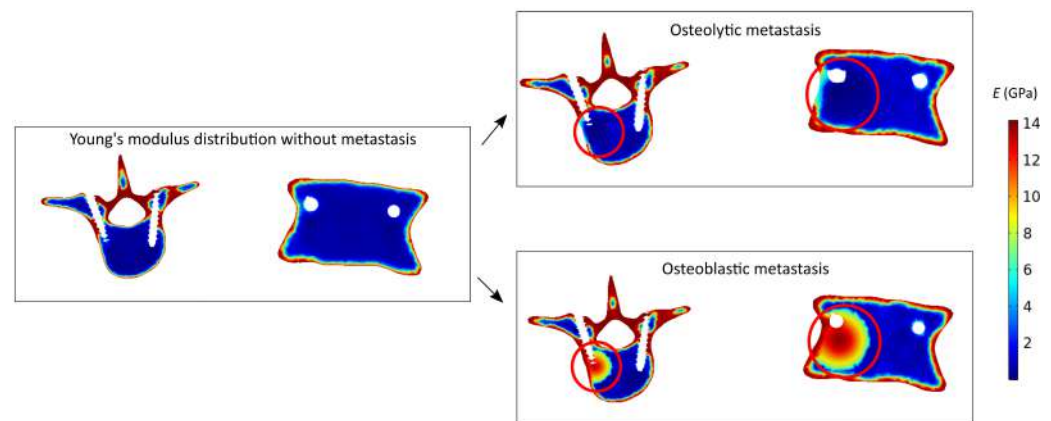 Osteolytic metastasis
Young's modulus distribution without metastasis
Osteoblastic metastasis
E (GPa)
14
12
10
8
6
4
2